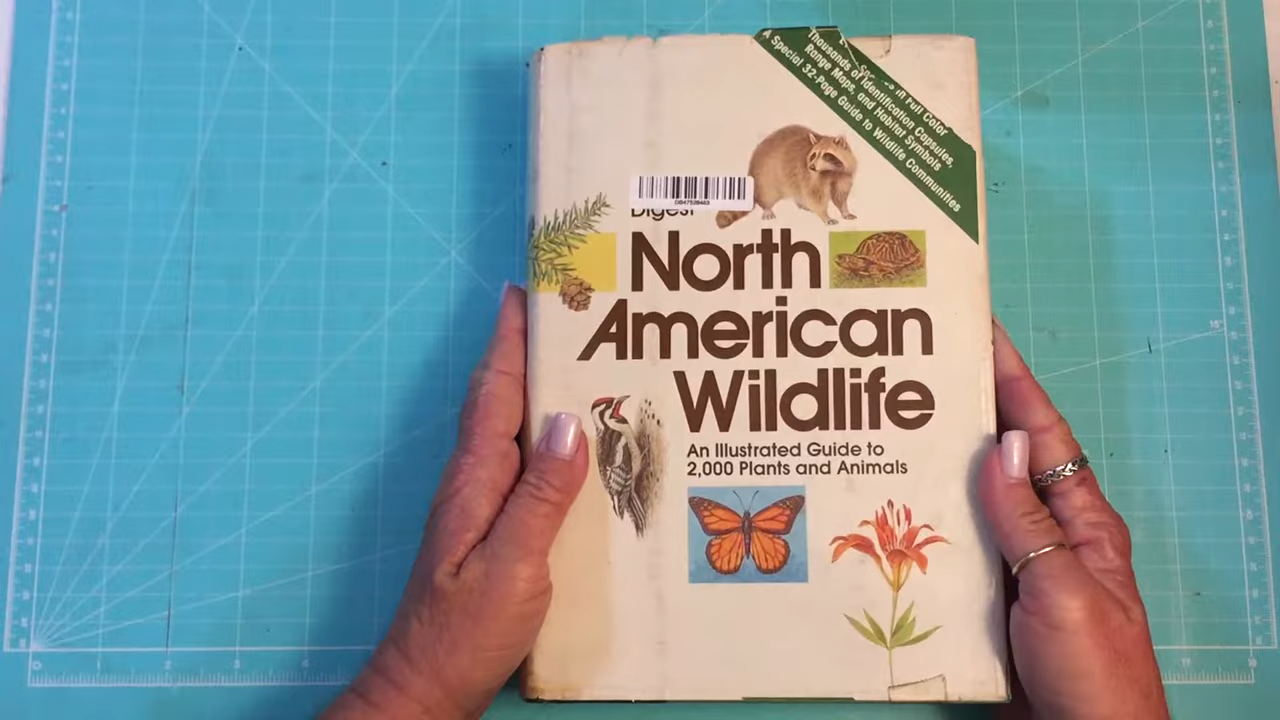 Species in Full Color
Thousands of Identification Capsules,
Range Maps, and Habitat Symbols
A Special 32-Page Guide to Wildlife Communities
Digest
North
American
Wildlife
An Illustrated Guide to
2,000 Plants and Animals